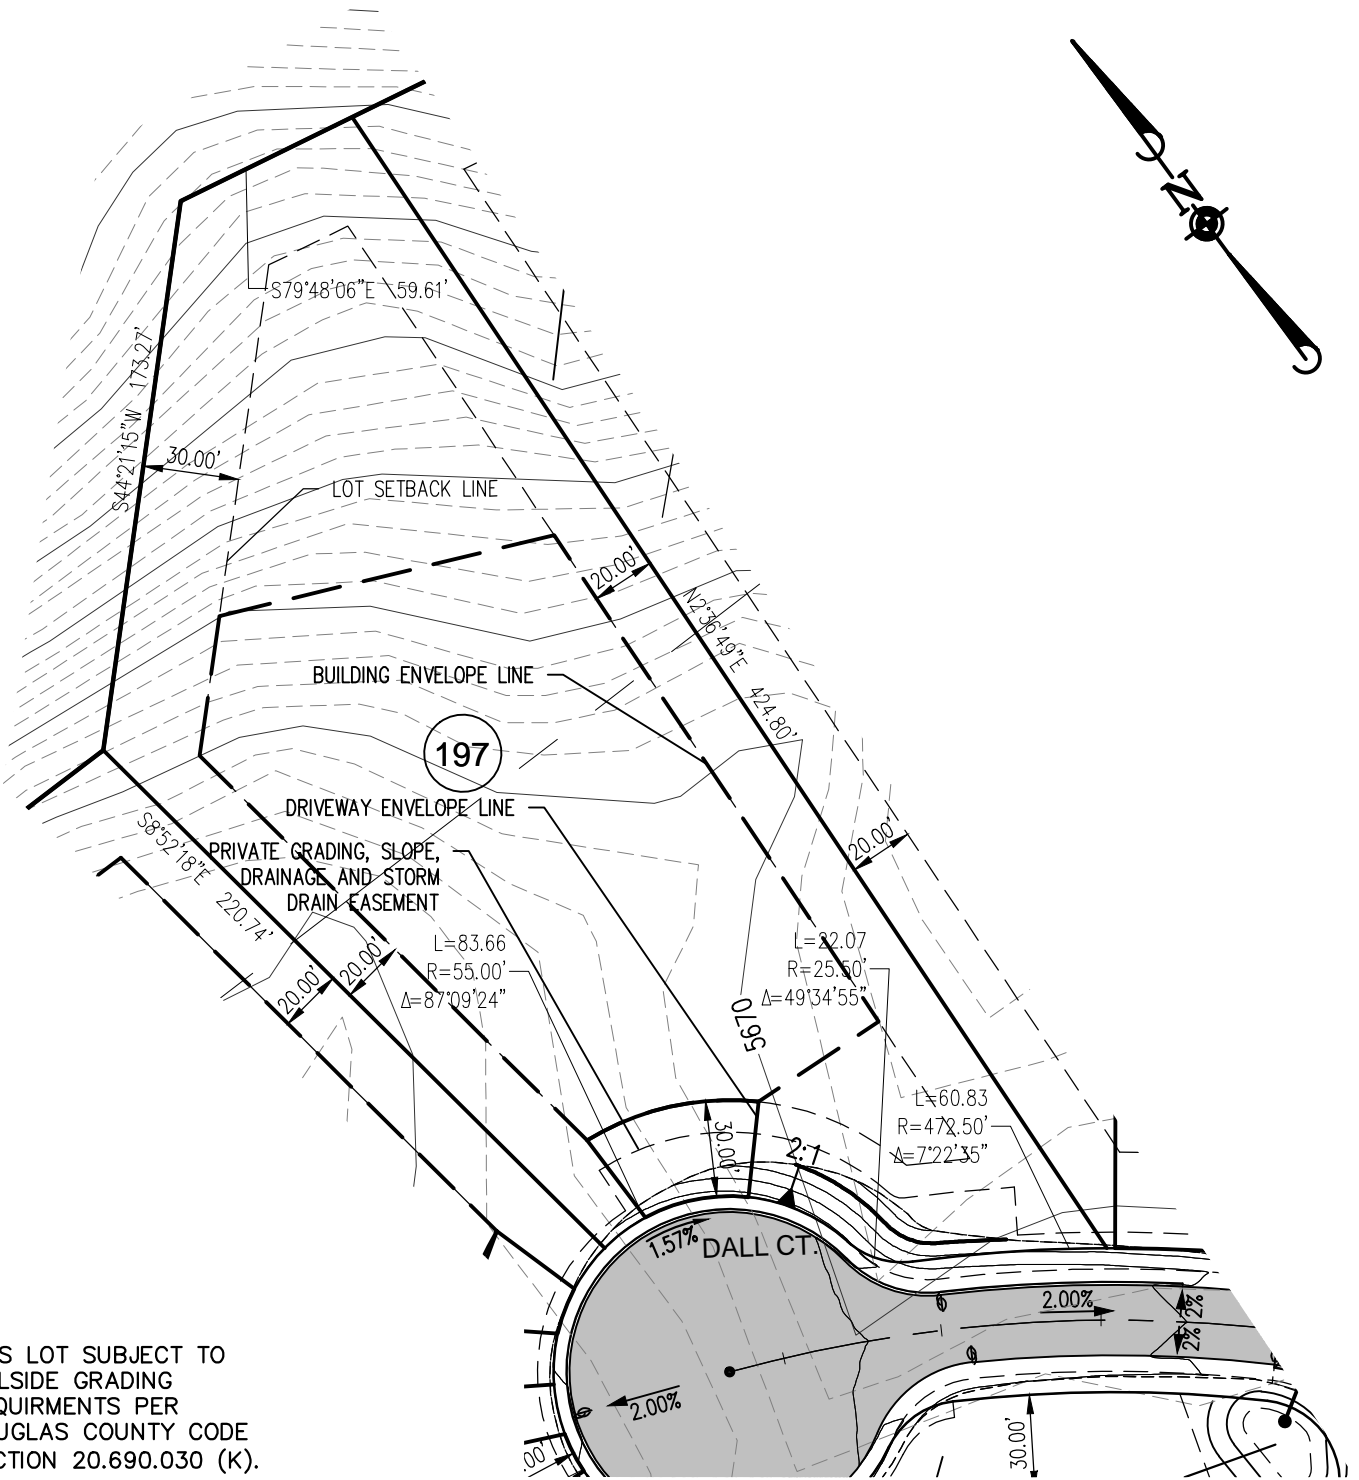 N
S79°48'06"E 59.61'
S44°21'15"W 173.27'
30.00'
LOT SETBACK LINE
20.00'
N2°36'49"E 424.80'
BUILDING ENVELOPE LINE
197
DRIVEWAY ENVELOPE LINE
S8°52'18"E 220.74'
PRIVATE GRADING, SLOPE,
DRAINAGE AND STORM
DRAIN EASEMENT
20.00'
L=83.66
R=55.00'
Δ=87°09'24"
L=22.07
R=25.50'
Δ=49°34'55"
20.00'
20.00'
5670
L=60.83
R=472.50'
Δ=7°22'35"
30.00'
2:1
1.57%
DALL CT.
2.00%
2%
2%
2.00%
S LOT SUBJECT TO
LSIDE GRADING
QUIRMENTS PER
UGLAS COUNTY CODE
CTION 20.690.030 (K).
.00'
30.00'